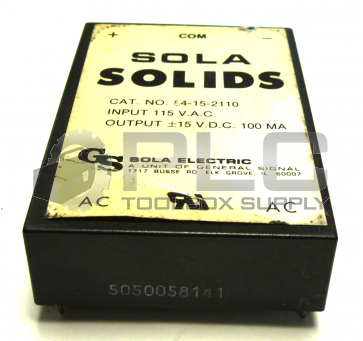 + COM −
SOLA
SOLIDS
CAT. NO. 84-15-2110
INPUT 115 V.A.C.
OUTPUT ±15 V.D.C. 100 MA
GS SOLA ELECTRIC
A UNIT OF GENERAL SIGNAL
1717 BUSSE RD ELK GROVE, IL 60007
PLC
TOOLBOX SUPPLY
AC AC
5050058141